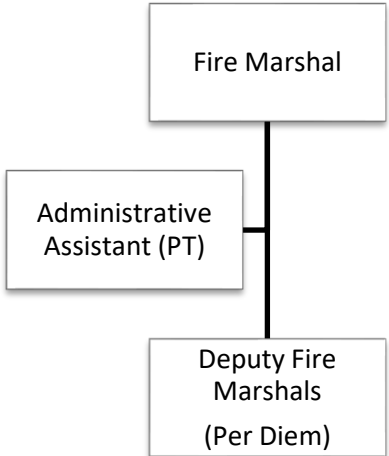 Fire Marshal
Administrative
Assistant (PT)
Deputy Fire
Marshals
(Per Diem)